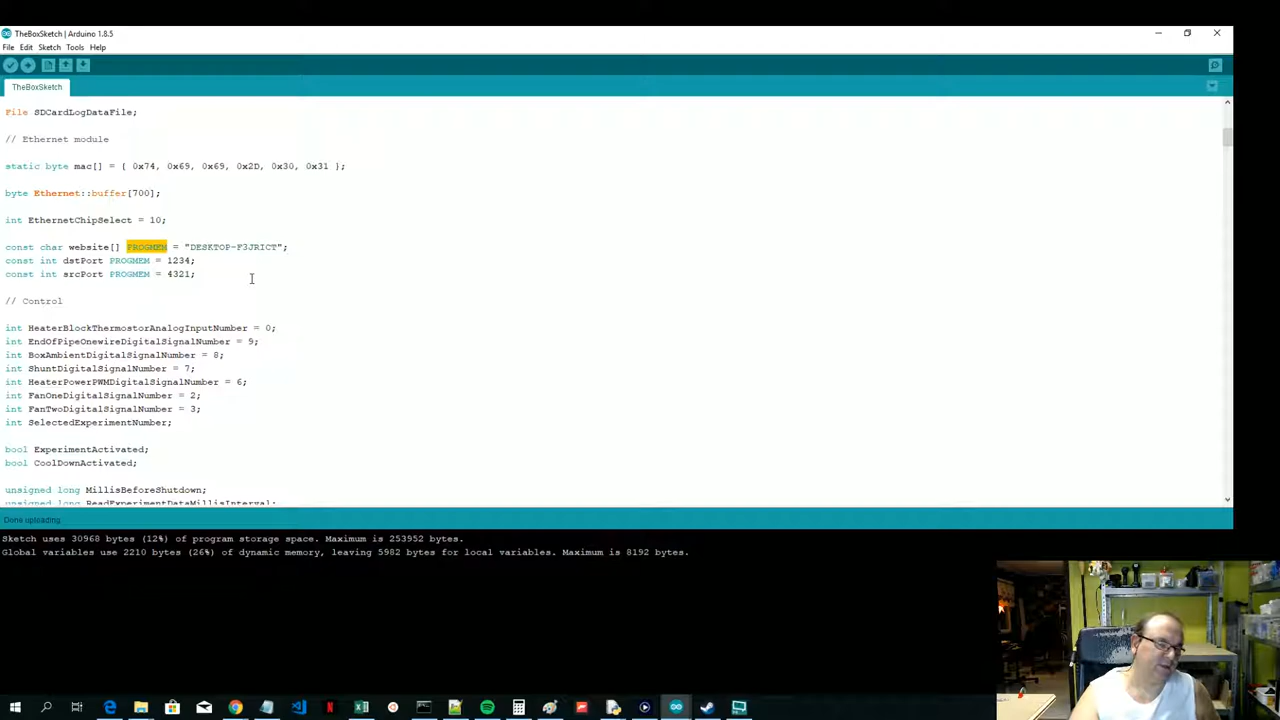 TheBoxSketch | Arduino 1.8.5
File Edit Sketch Tools Help
TheBoxSketch
File SDCardLogDataFile;
// Ethernet module
static byte mac[] = { 0x74, 0x69, 0x69, 0x2D, 0x30, 0x31 };
byte Ethernet::buffer[700];
int EthernetChipSelect = 10;
const char website[] PROGMEM = "DESKTOP-F3JRICT";
const int dstPort PROGMEM = 1234;
const int srcPort PROGMEM = 4321;
// Control
int HeaterBlockThermostorAnalogInputNumber = 0;
int EndOfPipeOnewireDigitalSignalNumber = 9;
int BoxAmbientDigitalSignalNumber = 8;
int ShuntDigitalSignalNumber = 7;
int HeaterPowerPWMDigitalSignalNumber = 6;
int FanOneDigitalSignalNumber = 2;
int FanTwoDigitalSignalNumber = 3;
int SelectedExperimentNumber;
bool ExperimentActivated;
bool CoolDownActivated;
unsigned long MillisBeforeShutdown;
unsigned long ReadExperimentDataMillisInterval;
Done uploading.
Sketch uses 30968 bytes (12%) of program storage space. Maximum is 253952 bytes.
Global variables use 2210 bytes (26%) of dynamic memory, leaving 5982 bytes for local variables. Maximum is 8192 bytes.